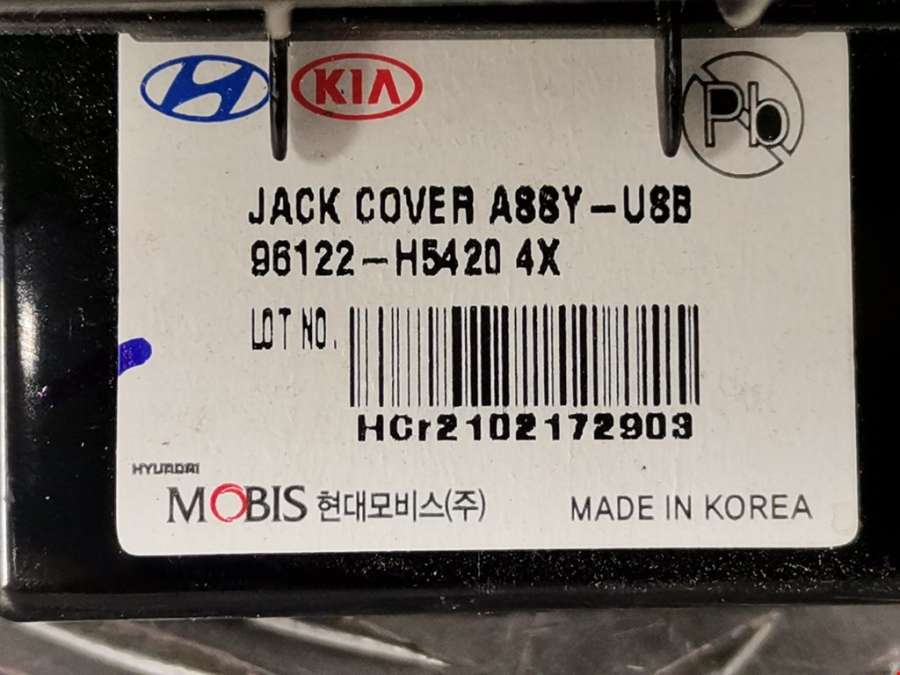 KIA
Pb
JACK COVER ASSY-USB
96122-H5420 4X
LOT NO.
HCr2102172903
HYUNDAI
MOBIS 현대모비스(주)
MADE IN KOREA